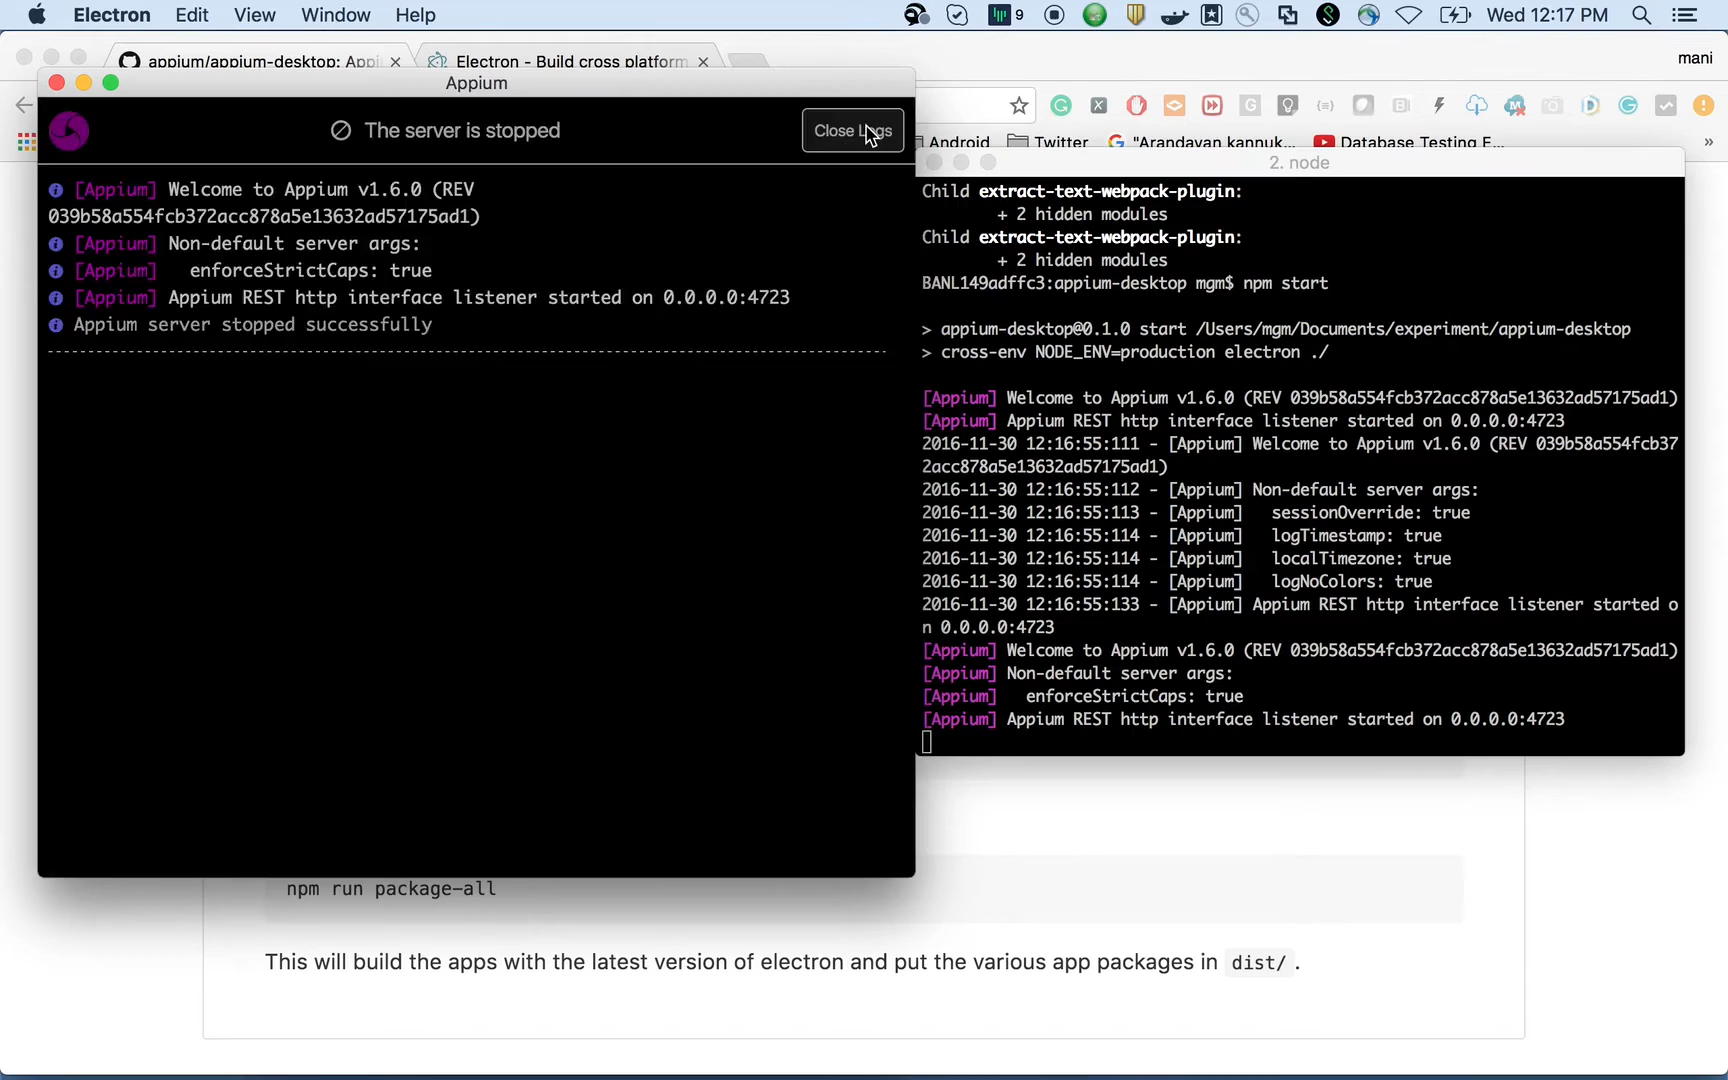 Electron Edit View Window Help
9
Wed 12:17 PM
appium/appium-desktop: Appi
Electron - Build cross platform
mani
Appium
The server is stopped
Close Logs
Android
Twitter
"Arandavan kannuk...
Database Testing F...
»
[Appium] Welcome to Appium v1.6.0 (REV
039b58a554fcb372acc878a5e13632ad57175ad1)
[Appium] Non-default server args:
[Appium] enforceStrictCaps: true
[Appium] Appium REST http interface listener started on 0.0.0.0:4723
Appium server stopped successfully
2. node
Child extract-text-webpack-plugin:
+ 2 hidden modules
Child extract-text-webpack-plugin:
+ 2 hidden modules
BANL149adffc3:appium-desktop mgm$ npm start
> appium-desktop@0.1.0 start /Users/mgm/Documents/experiment/appium-desktop
> cross-env NODE_ENV=production electron ./
[Appium] Welcome to Appium v1.6.0 (REV 039b58a554fcb372acc878a5e13632ad57175ad1)
[Appium] Appium REST http interface listener started on 0.0.0.0:4723
2016-11-30 12:16:55:111 - [Appium] Welcome to Appium v1.6.0 (REV 039b58a554fcb37
2acc878a5e13632ad57175ad1)
2016-11-30 12:16:55:112 - [Appium] Non-default server args:
2016-11-30 12:16:55:113 - [Appium] sessionOverride: true
2016-11-30 12:16:55:114 - [Appium] logTimestamp: true
2016-11-30 12:16:55:114 - [Appium] localTimezone: true
2016-11-30 12:16:55:114 - [Appium] logNoColors: true
2016-11-30 12:16:55:133 - [Appium] Appium REST http interface listener started o
n 0.0.0.0:4723
[Appium] Welcome to Appium v1.6.0 (REV 039b58a554fcb372acc878a5e13632ad57175ad1)
[Appium] Non-default server args:
[Appium] enforceStrictCaps: true
[Appium] Appium REST http interface listener started on 0.0.0.0:4723
npm run package-all
This will build the apps with the latest version of electron and put the various app packages in dist/ .